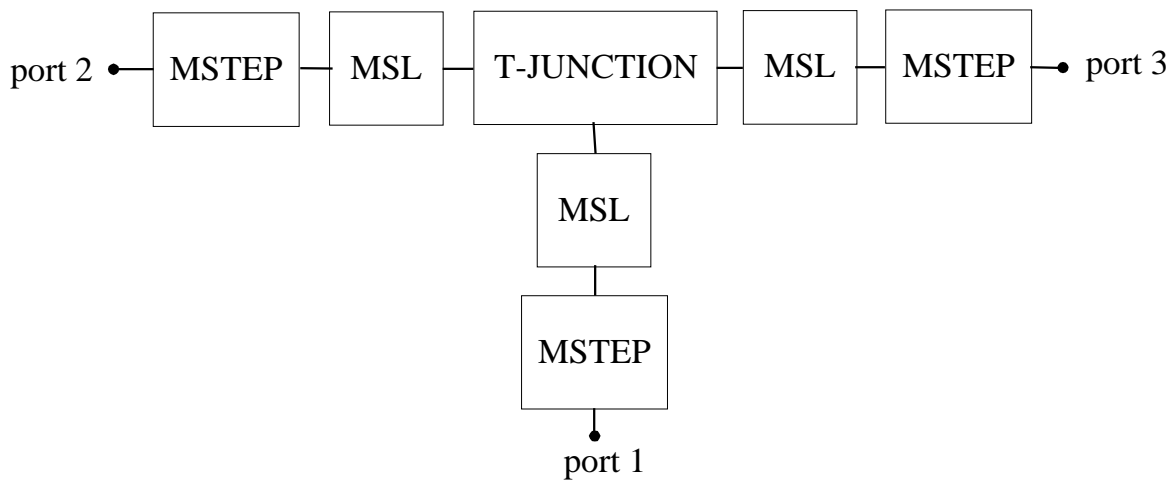 port 2
MSTEP
MSL
T-JUNCTION
MSL
MSTEP
port 3
MSL
MSTEP
port 1